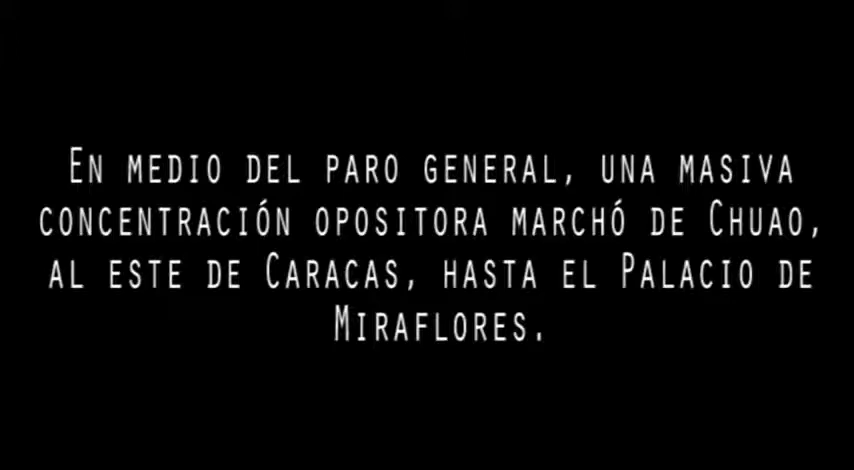 En medio del paro general, una masiva
concentración opositora marchó de Chuao,
al este de Caracas, hasta el Palacio de
Miraflores.